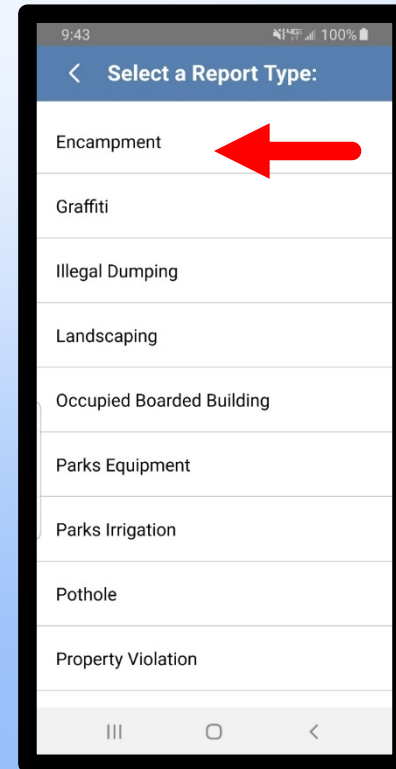 9:43 100%
Select a Report Type:
Encampment
Graffiti
Illegal Dumping
Landscaping
Occupied Boarded Building
Parks Equipment
Parks Irrigation
Pothole
Property Violation